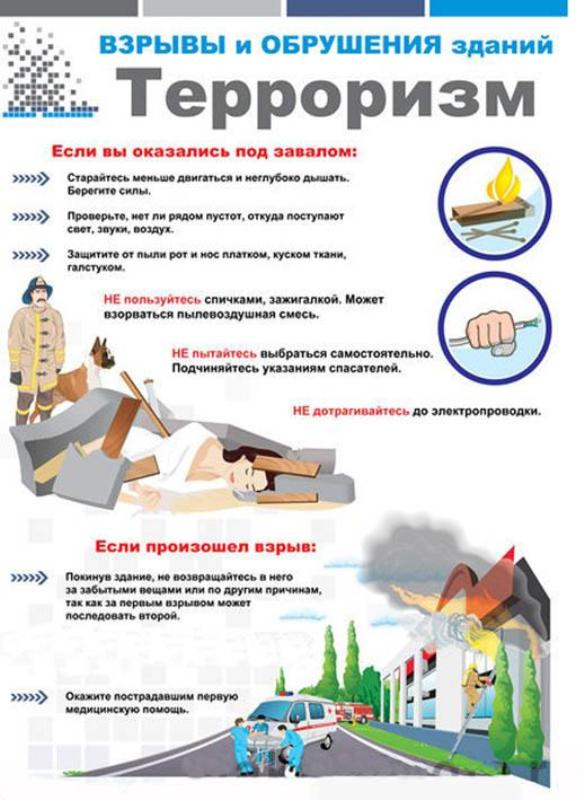 ВЗРЫВЫ и ОБРУШЕНИЯ зданий
Терроризм
Если вы оказались под завалом:
Старайтесь меньше двигаться и неглубоко дышать.
Берегите силы.
Проверьте, нет ли рядом пустот, откуда поступают
свет, звуки, воздух.
Защитите от пыли рот и нос платком, куском ткани,
галстуком.
НЕ пользуйтесь спичками, зажигалкой. Может
взорваться пылевоздушная смесь.
НЕ пытайтесь выбраться самостоятельно.
Подчиняйтесь указаниям спасателей.
НЕ дотрагивайтесь до электропроводки.
Если произошел взрыв:
Покинув здание, не возвращайтесь в него
за забытыми вещами или по другим причинам,
так как за первым взрывом может
последовать второй.
Окажите пострадавшим первую
медицинскую помощь.